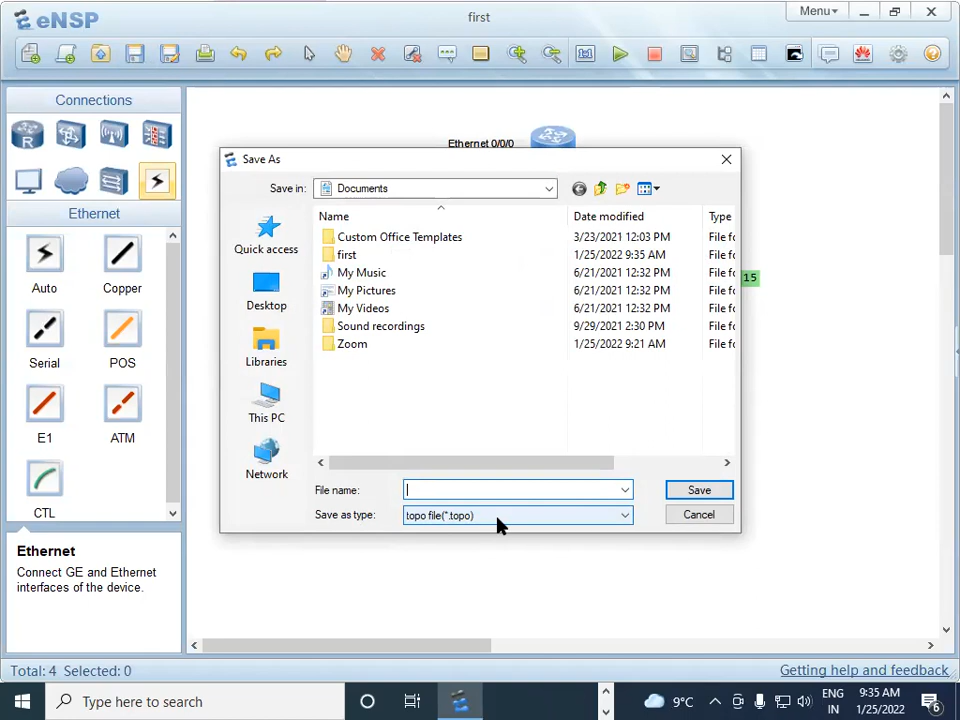 eNSP
first
Menu
Connections
R
Ethernet
Auto
Copper
Serial
POS
E1
ATM
CTL
Ethernet
Connect GE and Ethernet
interfaces of the device.
Ethernet 0/0/0
15
Save As
Save in:
Documents
Quick access
Desktop
Libraries
This PC
Network
Name Date modified Type
Custom Office Templates 3/23/2021 12:03 PM File fo
first 1/25/2022 9:35 AM File fo
My Music 6/21/2021 12:32 PM File fo
My Pictures 6/21/2021 12:32 PM File fo
My Videos 6/21/2021 12:32 PM File fo
Sound recordings 9/29/2021 2:30 PM File fo
Zoom 1/25/2022 9:21 AM File fo
File name:
Save
Save as type:
topo file(*.topo)
Cancel
Total: 4 Selected: 0
Getting help and feedback
Type here to search
9°C
ENG
IN
9:35 AM
1/25/2022
6